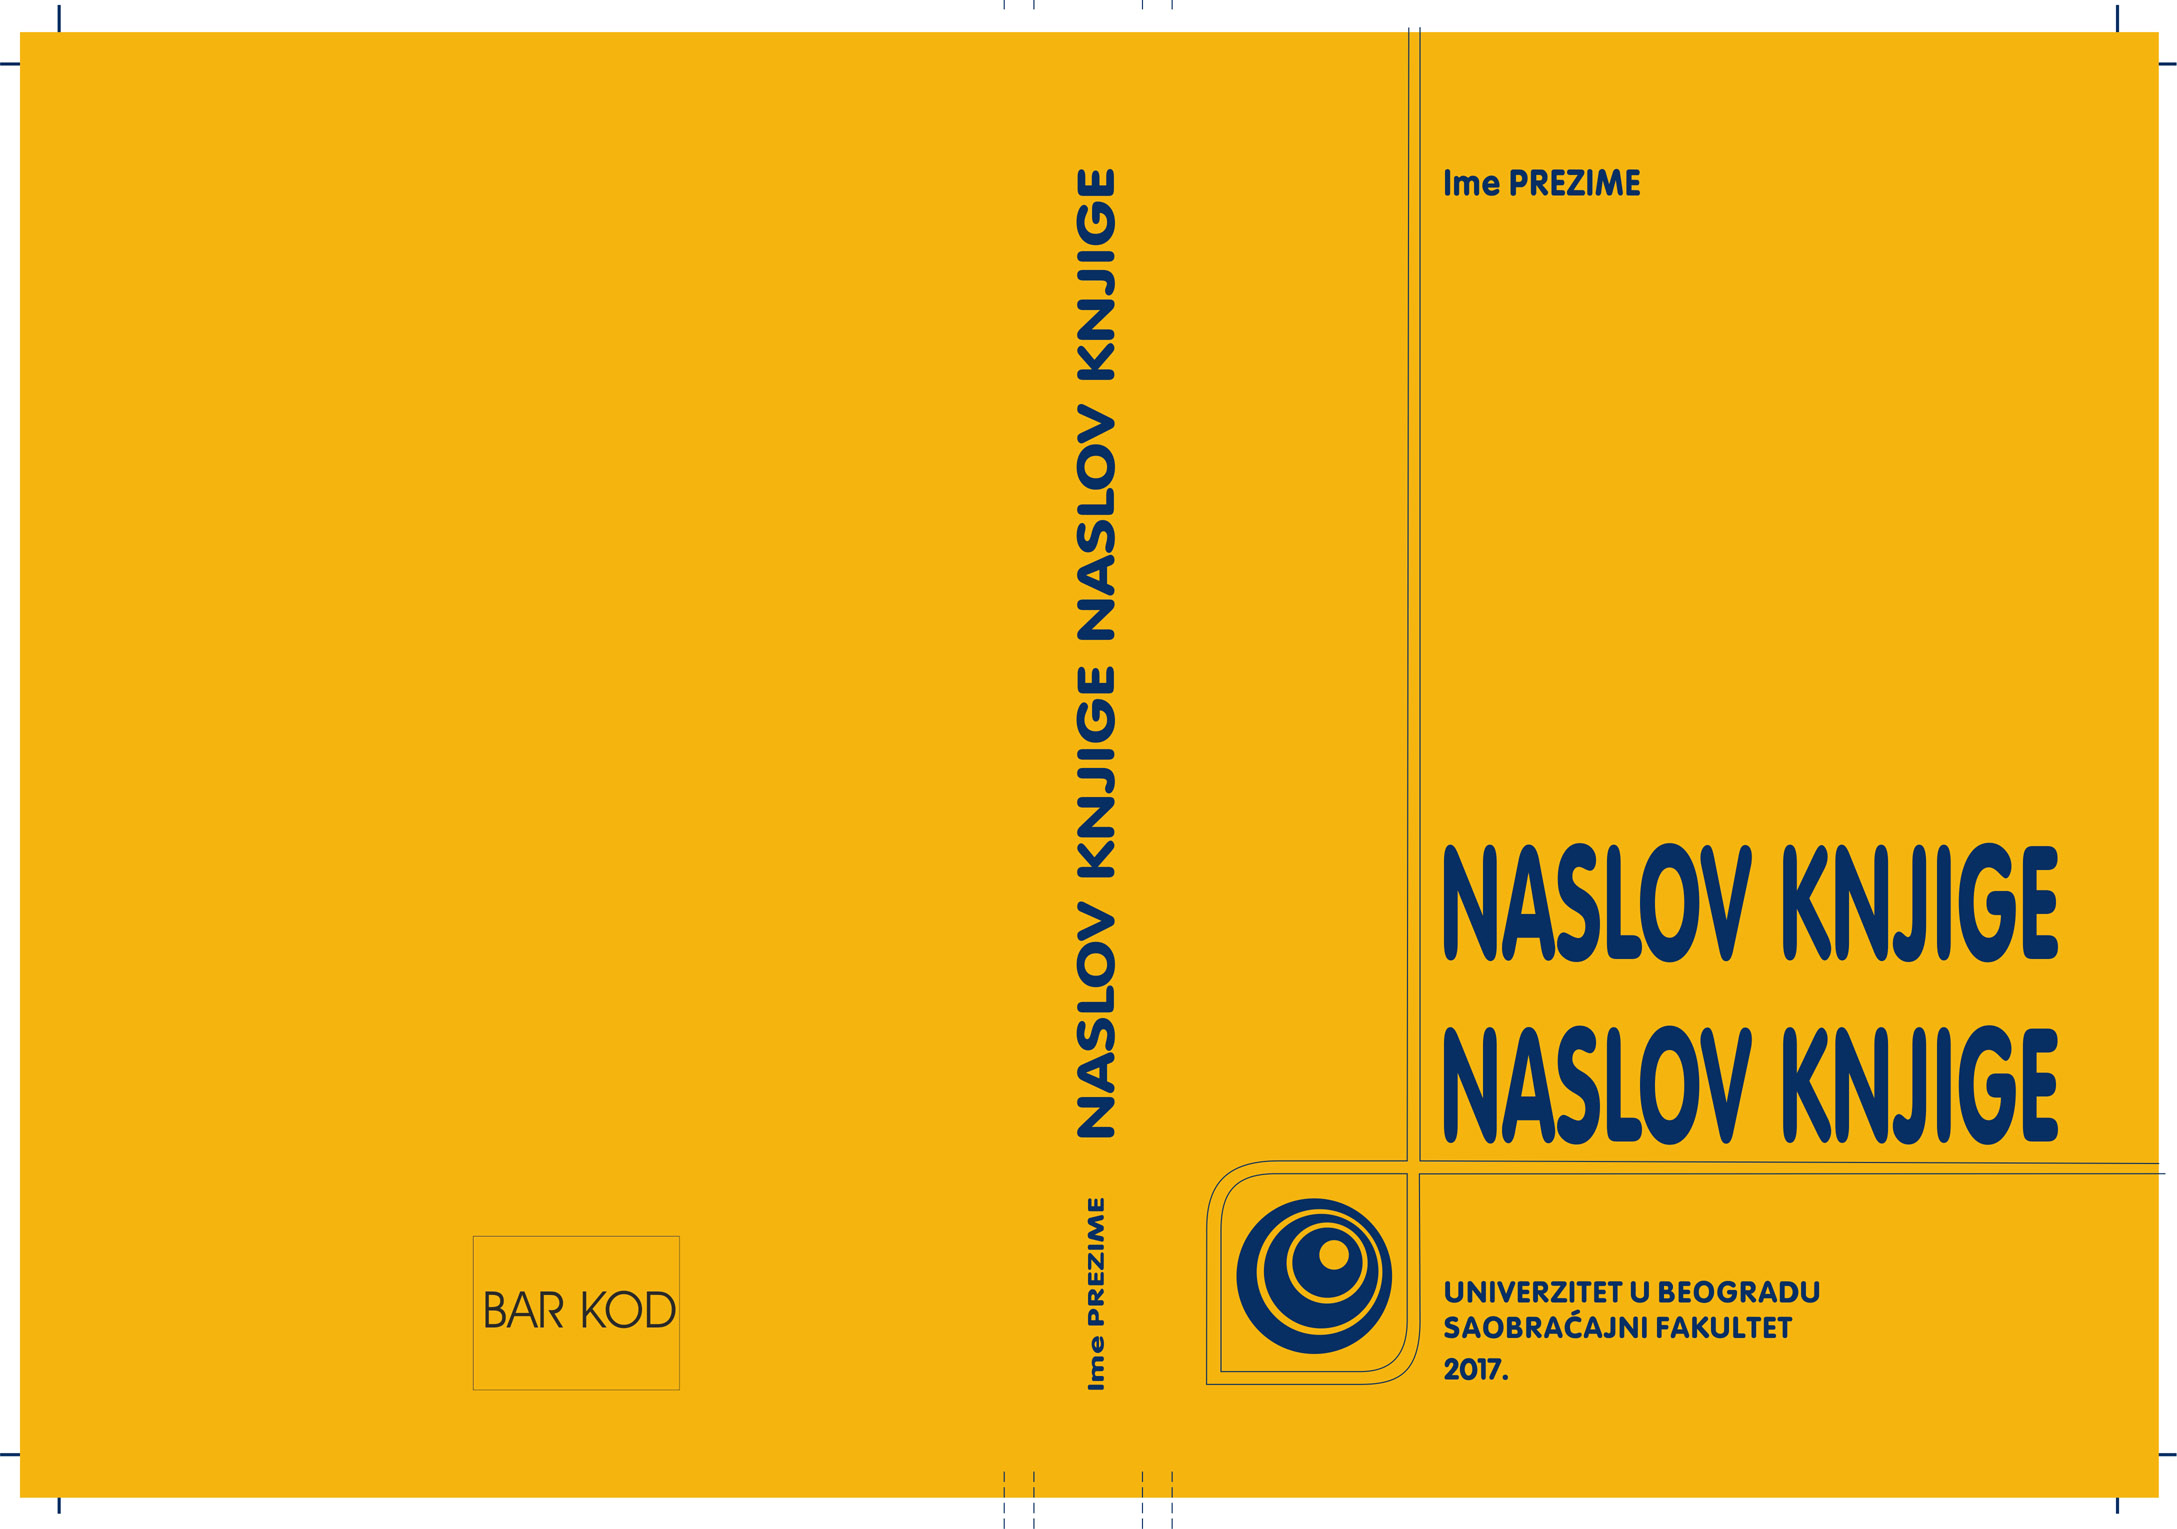 BAR KOD
Ime PREZIME NASLOV KNJIGE NASLOV KNJIGE
Ime PREZIME
NASLOV KNJIGE
NASLOV KNJIGE
UNIVERZITET U BEOGRADU
SAOBRAĆAJNI FAKULTET
2017.